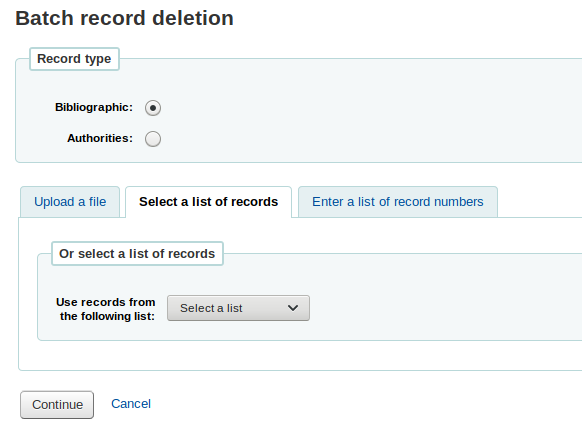 Batch record deletion
Record type
Bibliographic:
Authorities:
Upload a file
Select a list of records
Enter a list of record numbers
Or select a list of records
Use records from
the following list:
Select a list
Continue
Cancel